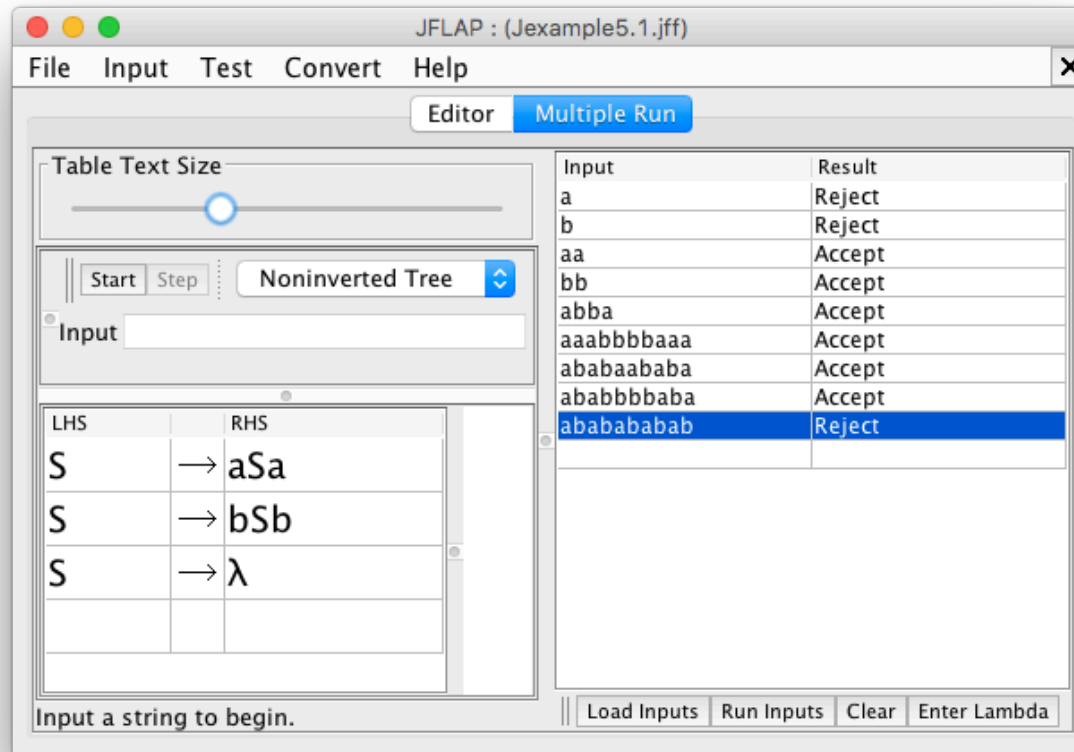 JFLAP : (Jexample5.1.jff)
File Input Test Convert Help
Editor Multiple Run
Table Text Size
Start Step Noninverted Tree
Input
LHS RHS
S → aSa
S → bSb
S → λ
Input a string to begin.
Input Result
a Reject
b Reject
aa Accept
bb Accept
abba Accept
aaabbbbaaa Accept
ababaababa Accept
ababbbbaba Accept
ababababab Reject
Load Inputs Run Inputs Clear Enter Lambda